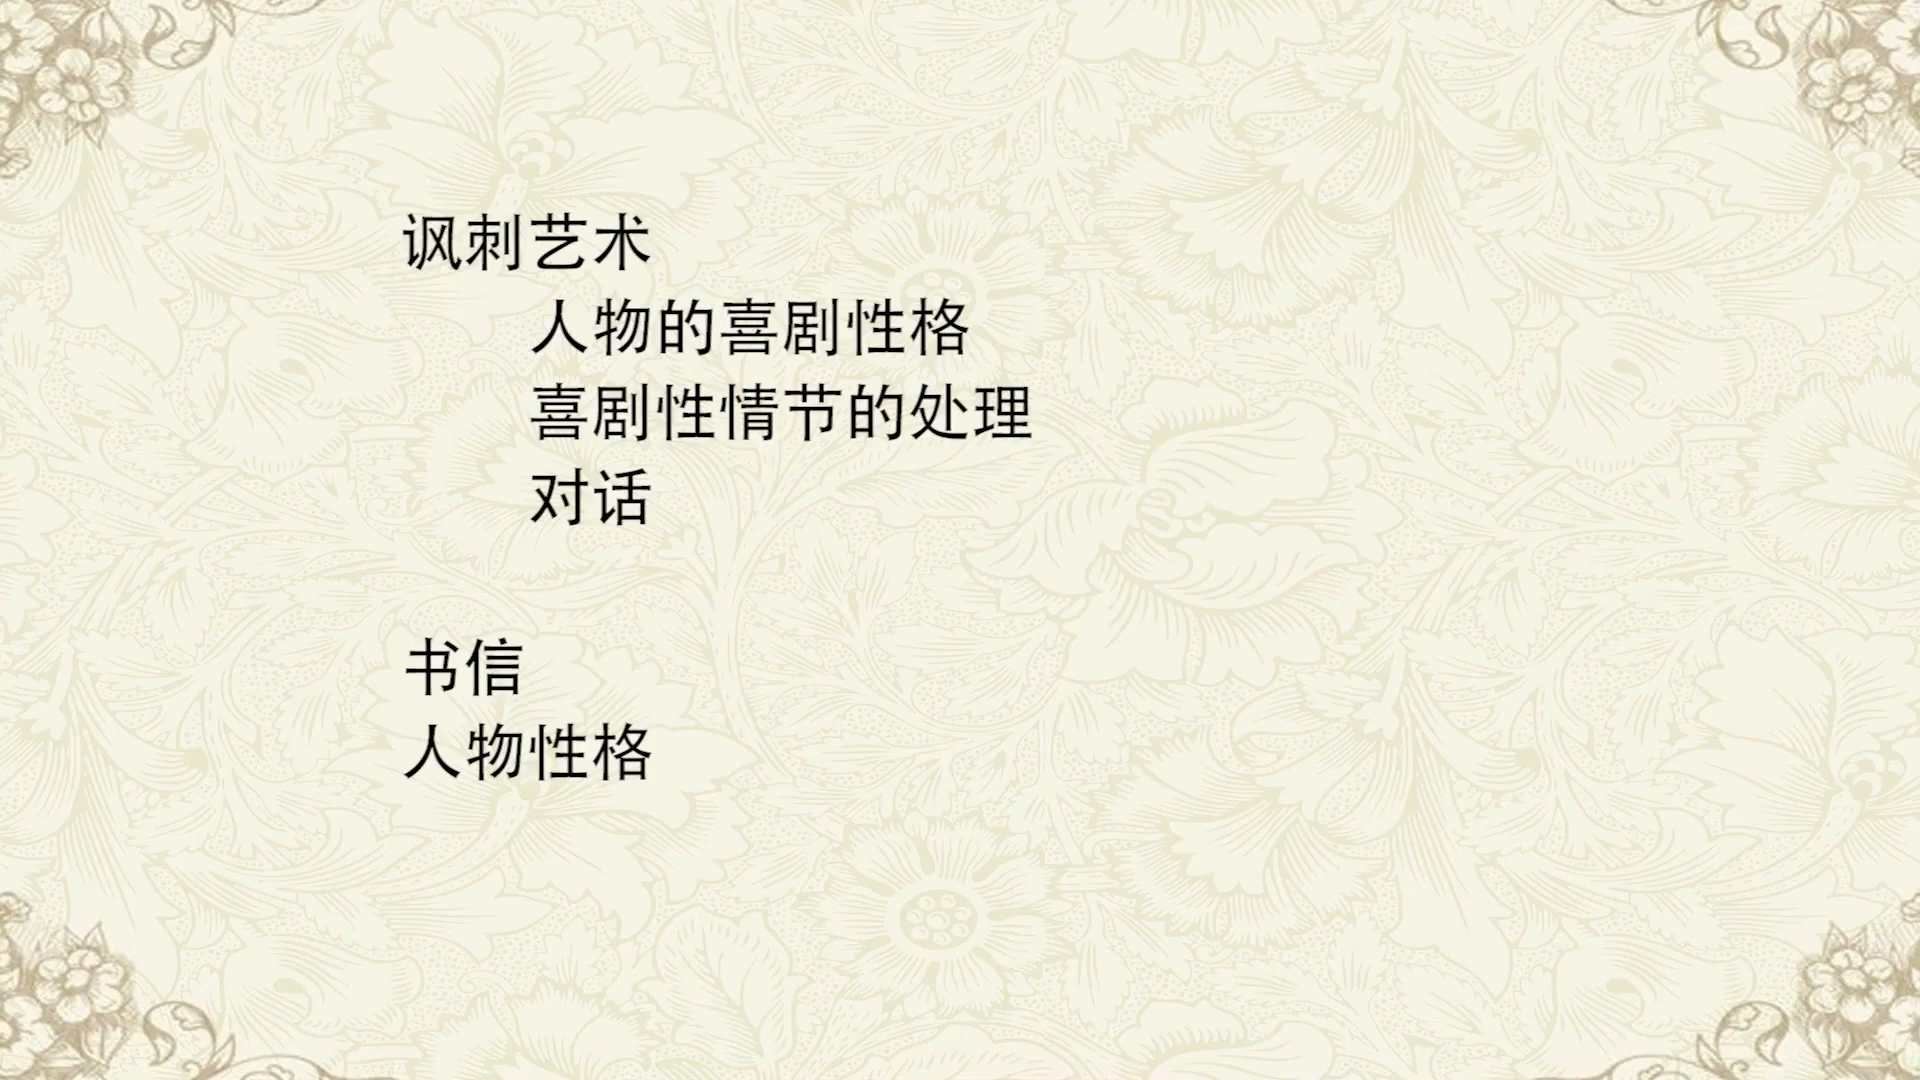 讽刺艺术
人物的喜剧性格
喜剧性情节的处理
对话
书信
人物性格